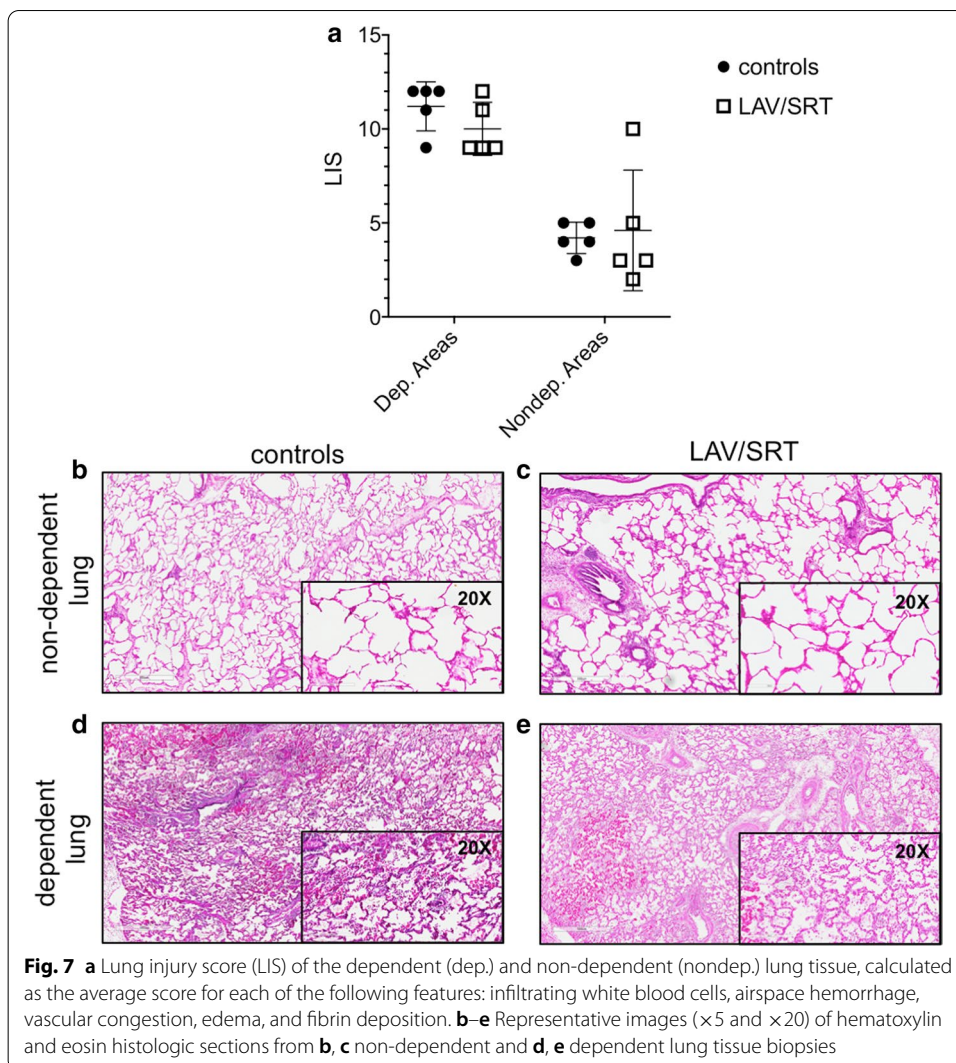 a
15
10
5
0
LIS
controls
LAV/SRT
Dep. Areas
Nondep. Areas
controls
LAV/SRT
b
c
non-dependent
lung
20X
20X
d
e
dependent
lung
20X
20X
Fig. 7 a Lung injury score (LIS) of the dependent (dep.) and non-dependent (nondep.) lung tissue, calculated
as the average score for each of the following features: infiltrating white blood cells, airspace hemorrhage,
vascular congestion, edema, and fibrin deposition. b–e Representative images (×5 and ×20) of hematoxylin
and eosin histologic sections from b, c non-dependent and d, e dependent lung tissue biopsies